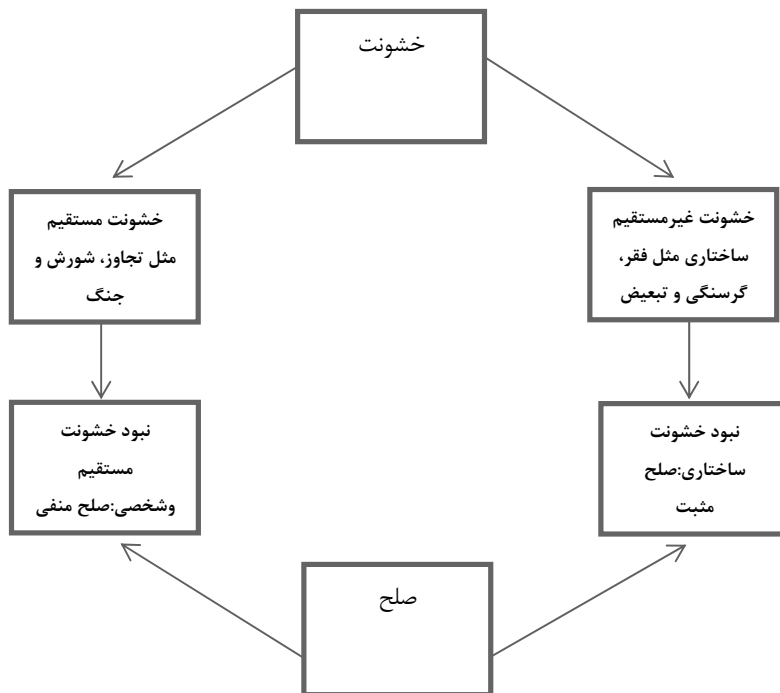 خشونت
خشونت غیرمستقیم
ساختاری مثل فقر،
گرسنگی و تبعیض
خشونت مستقیم
مثل تجاوز، شورش و
جنگ
نبود خشونت
ساختاری:صلح
مثبت
نبود خشونت
مستقیم
وشخصی:صلح منفی
صلح